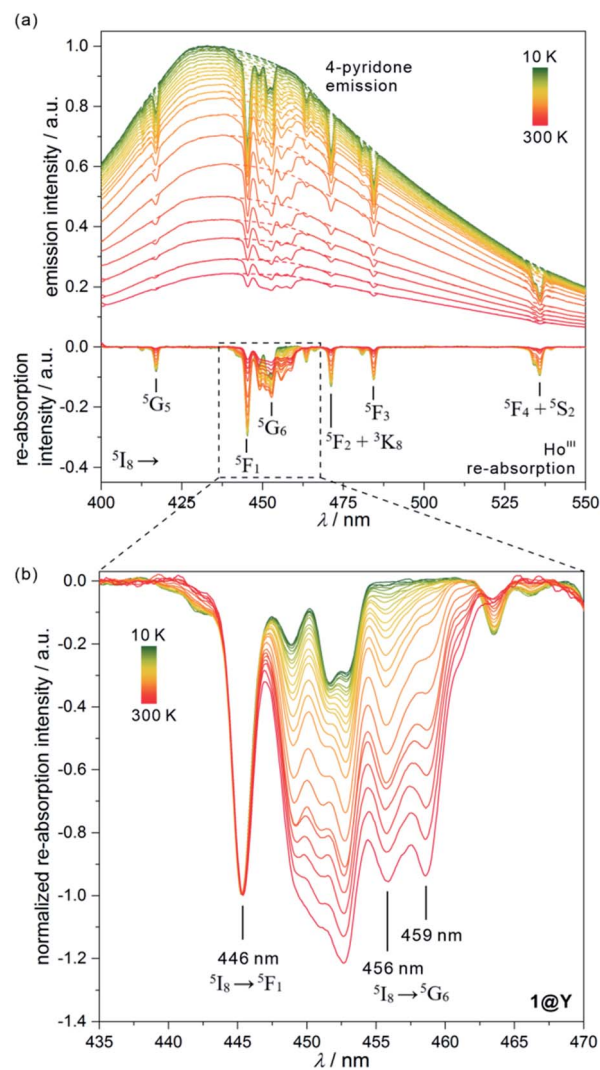 (a)
1.0
0.8
0.6
0.4
0.2
emission intensity / a.u.
4-pyridone
emission
10 K
300 K
0.0
-0.2
-0.4
re-absorption
intensity / a.u.
⁵G₅
⁵G₆
⁵F₁
⁵F₂ + ³K₈
⁵F₃
⁵F₄ + ⁵S₂
⁵I₈ →
Hoᴵᴵᴵ
re-absorption
400 425 450 475 500 525 550
λ / nm
(b)
0.0
-0.2
-0.4
-0.6
-0.8
-1.0
-1.2
-1.4
normalized re-absorption intensity / a.u.
10 K
300 K
446 nm
⁵I₈ → ⁵F₁
459 nm
456 nm
⁵I₈ → ⁵G₆
1@Y
435 440 445 450 455 460 465 470
λ / nm